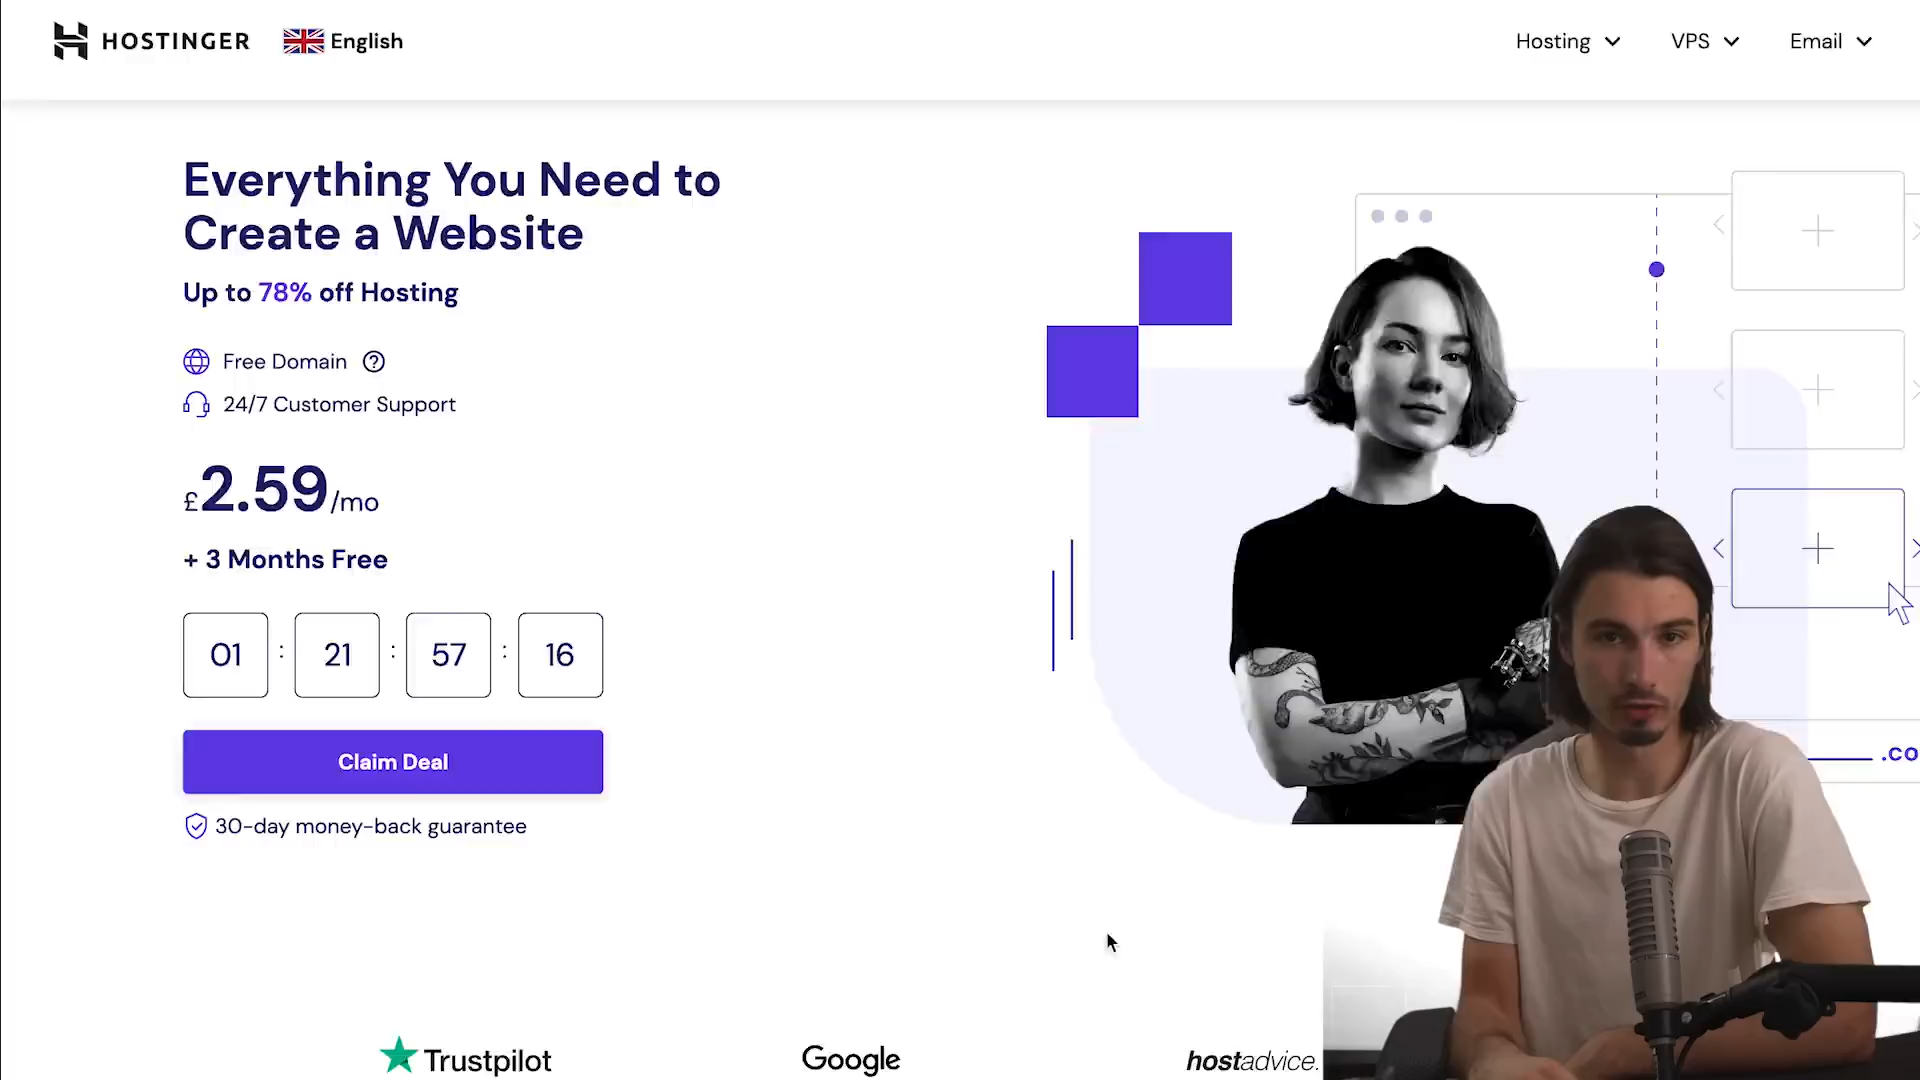 HOSTINGER
English
Hosting
VPS
Email
Everything You Need to
Create a Website
Up to 78% off Hosting
Free Domain
24/7 Customer Support
£2.59/mo
+ 3 Months Free
01 : 21 : 57 : 16
Claim Deal
30-day money-back guarantee
.co
Trustpilot
Google
hostadvice.